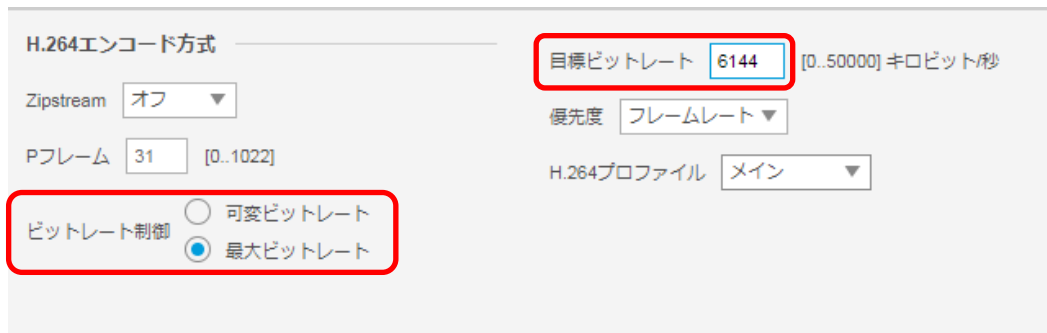 H.264エンコード方式
Zipstream オフ ▼
Pフレーム 31 [0..1022]
ビットレート制御
可変ビットレート
最大ビットレート
目標ビットレート 6144 [0..50000] キロビット/秒
優先度 フレームレート ▼
H.264プロファイル メイン ▼